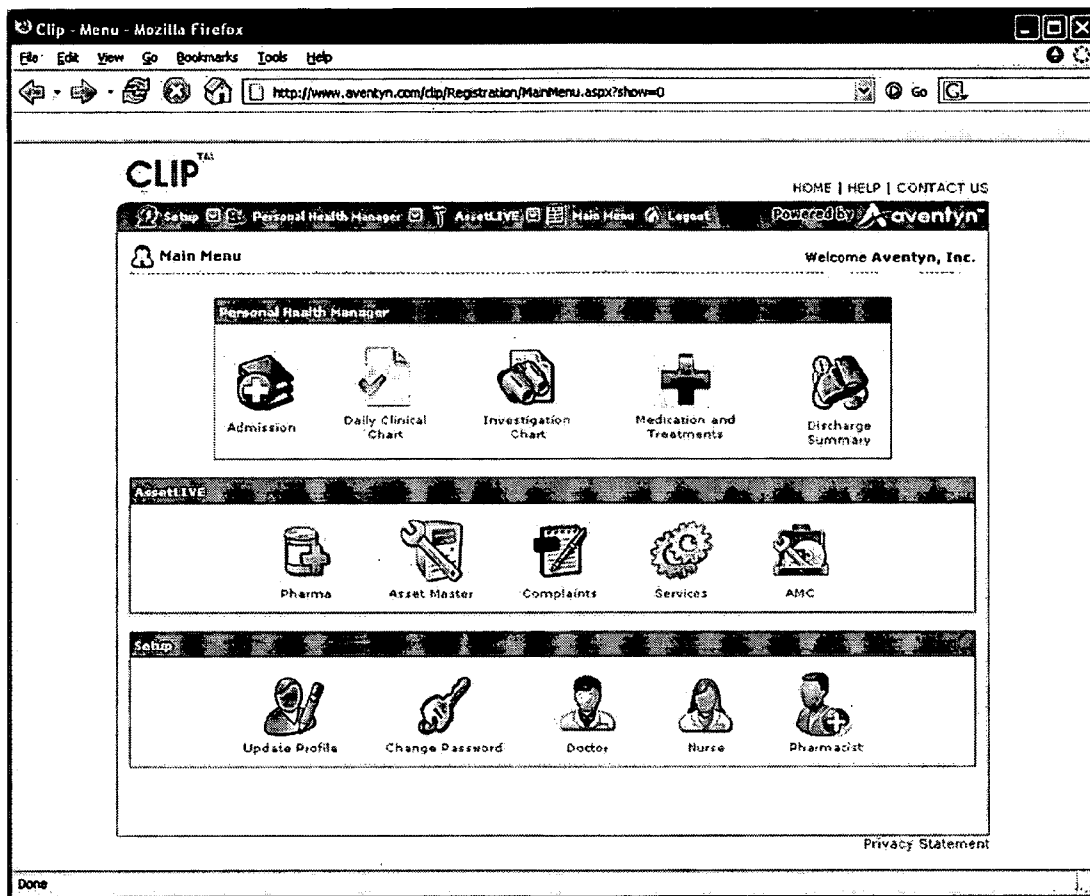 Clip - Menu - Mozilla Firefox
File Edit View Go Bookmarks Tools Help
http://www.aventyn.com/clip/Registration/MainMenu.aspx?show=0 Go G
CLIP™
HOME | HELP | CONTACT US
Setup Personal Health Manager AssetLIVE Main Menu Logout Powered By aventyn™
Main Menu Welcome Aventyn, Inc.
Personal Health Manager
Admission Daily Clinical Chart Investigation Chart Medication and Treatments Discharge Summary
AssetLIVE
Pharma Asset Master Complaints Services AMC
Setup
Update Profile Change Password Doctor Nurse Pharmacist
Privacy Statement
Done